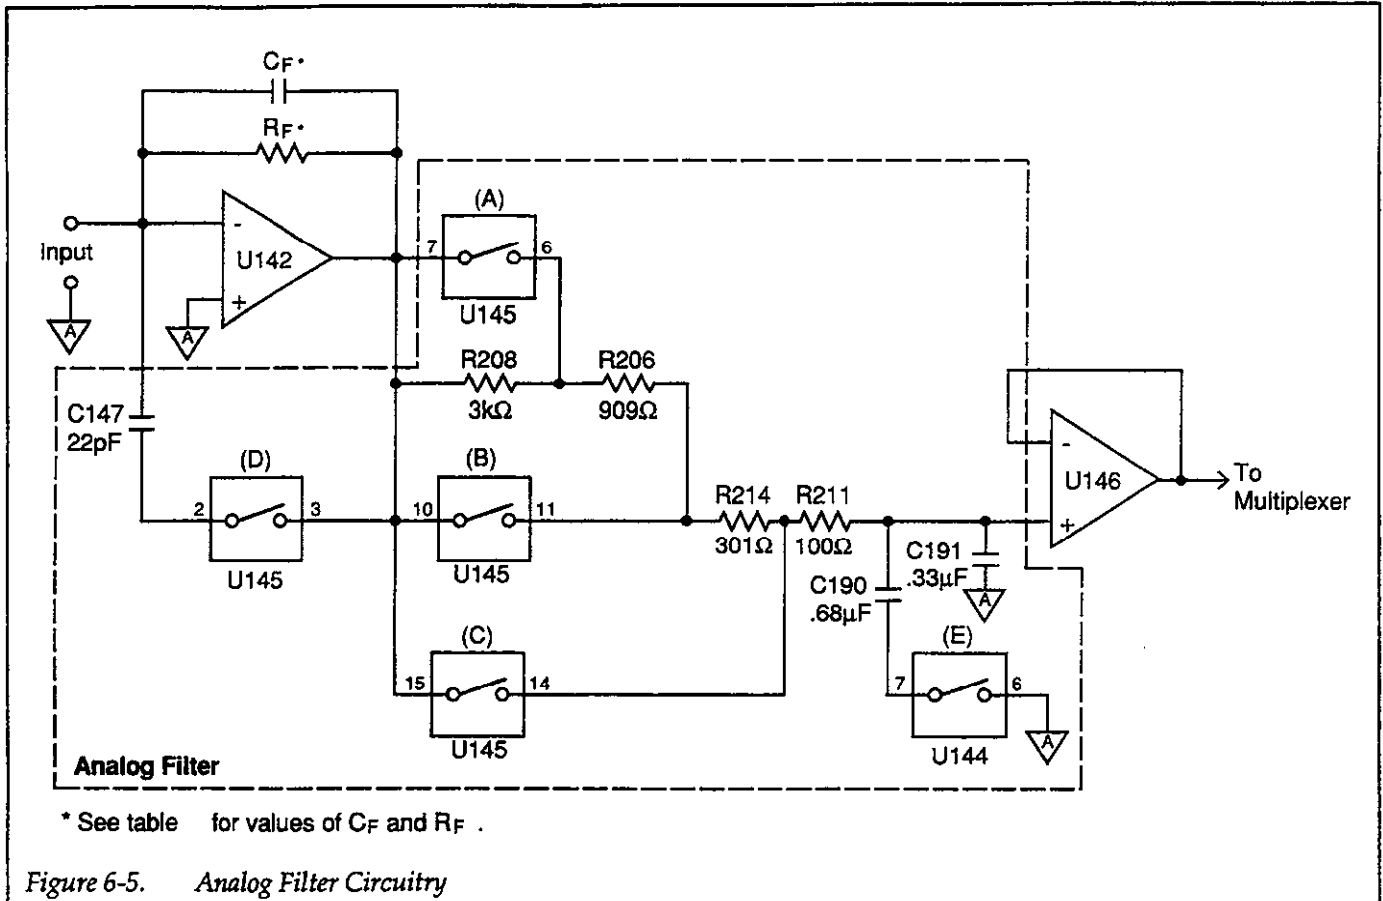 CF*
RF*
(A)
-
7
6
Input
U142
+
U145
A
A
R208
R206
3kΩ
909Ω
C147
22pF
(D)
(B)
-
U146
To
Multiplexer
+
2
3
10
11
R214
R211
301Ω
100Ω
U145
U145
C191
.33µF
C190
.68µF
A
(C)
(E)
15
14
7
6
U145
U144
A
Analog Filter
* See table for values of CF and RF .
Figure 6-5. Analog Filter Circuitry